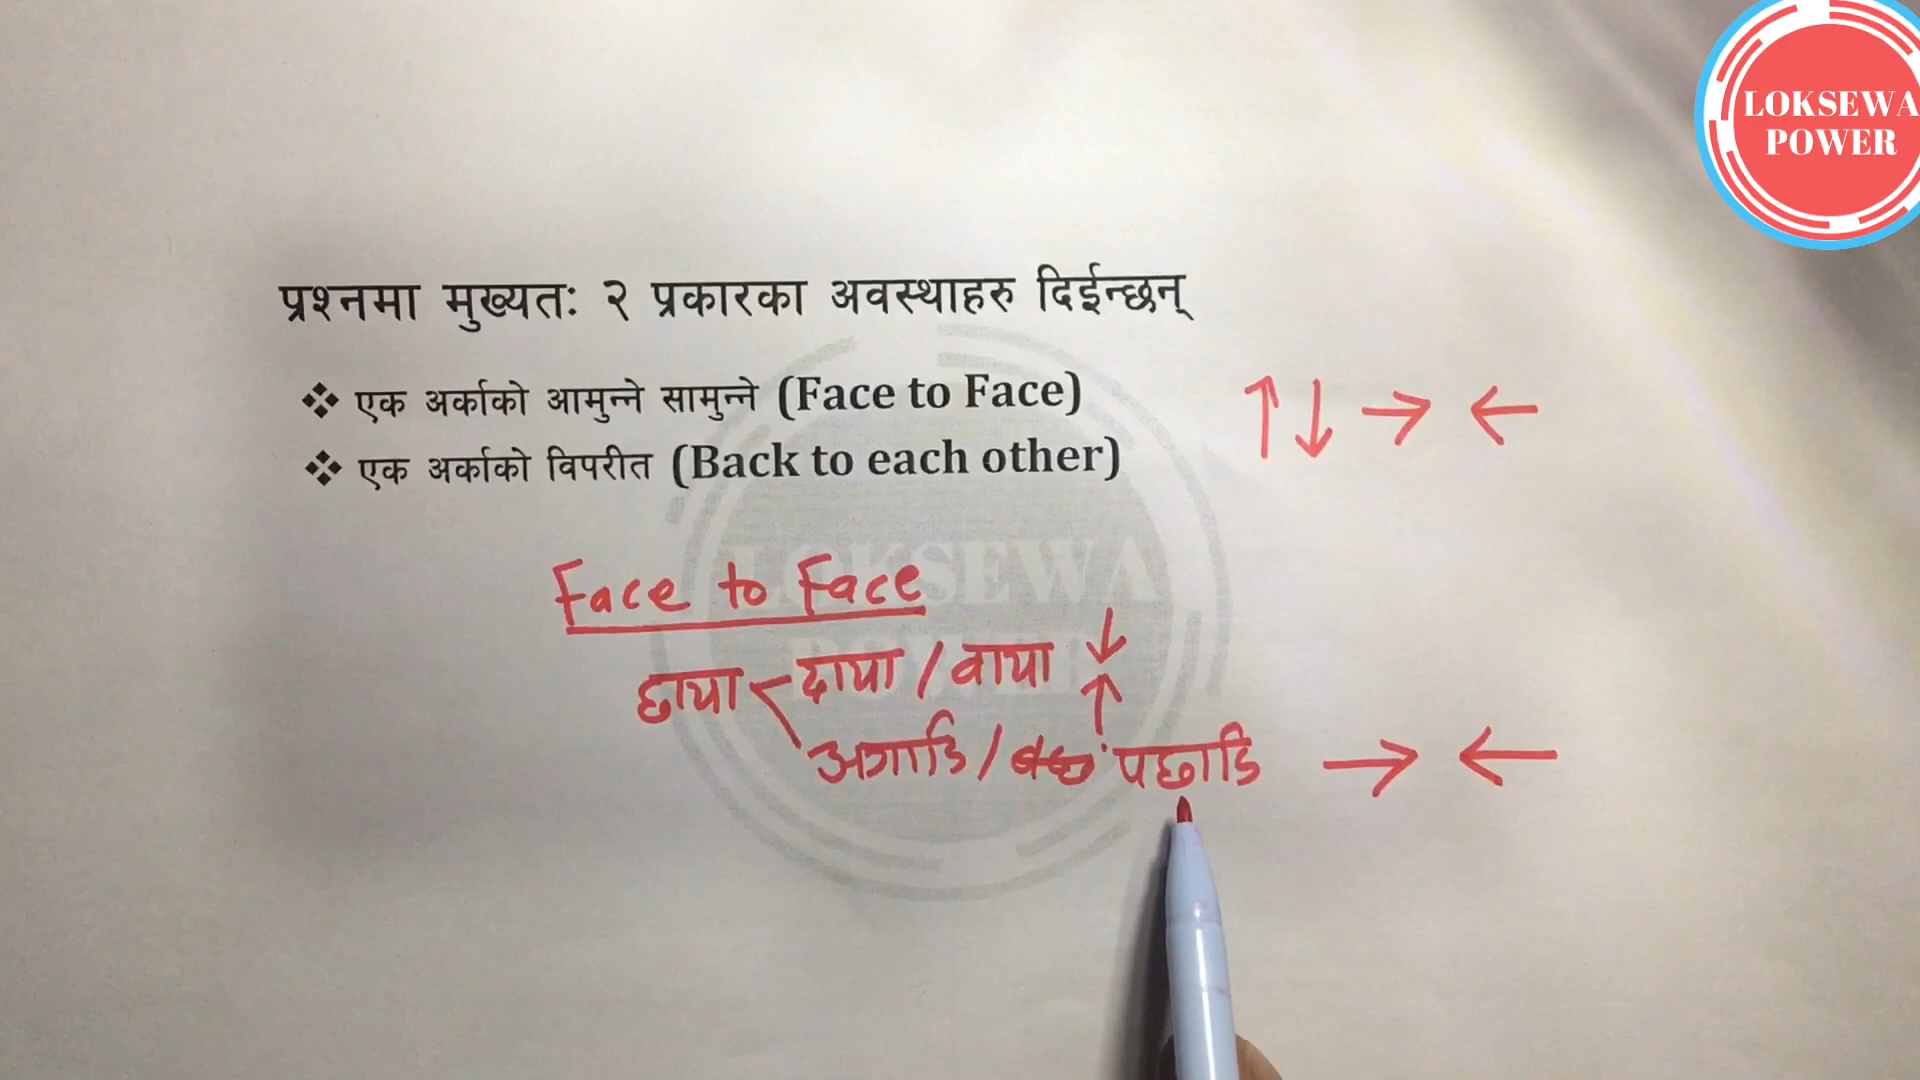 LOKSEWA
POWER
प्रश्नमा मुख्यतः २ प्रकारका अवस्थाहरु दिईन्छन्
❖ एक अर्काको आमुन्ने सामुन्ने (Face to Face)
❖ एक अर्काको विपरीत (Back to each other)
↑ ↓ → ←
LOKSEWA
Face to Face
छाया < दाया / वाया ↓ ↑
अगाडि / पछाडि → ←